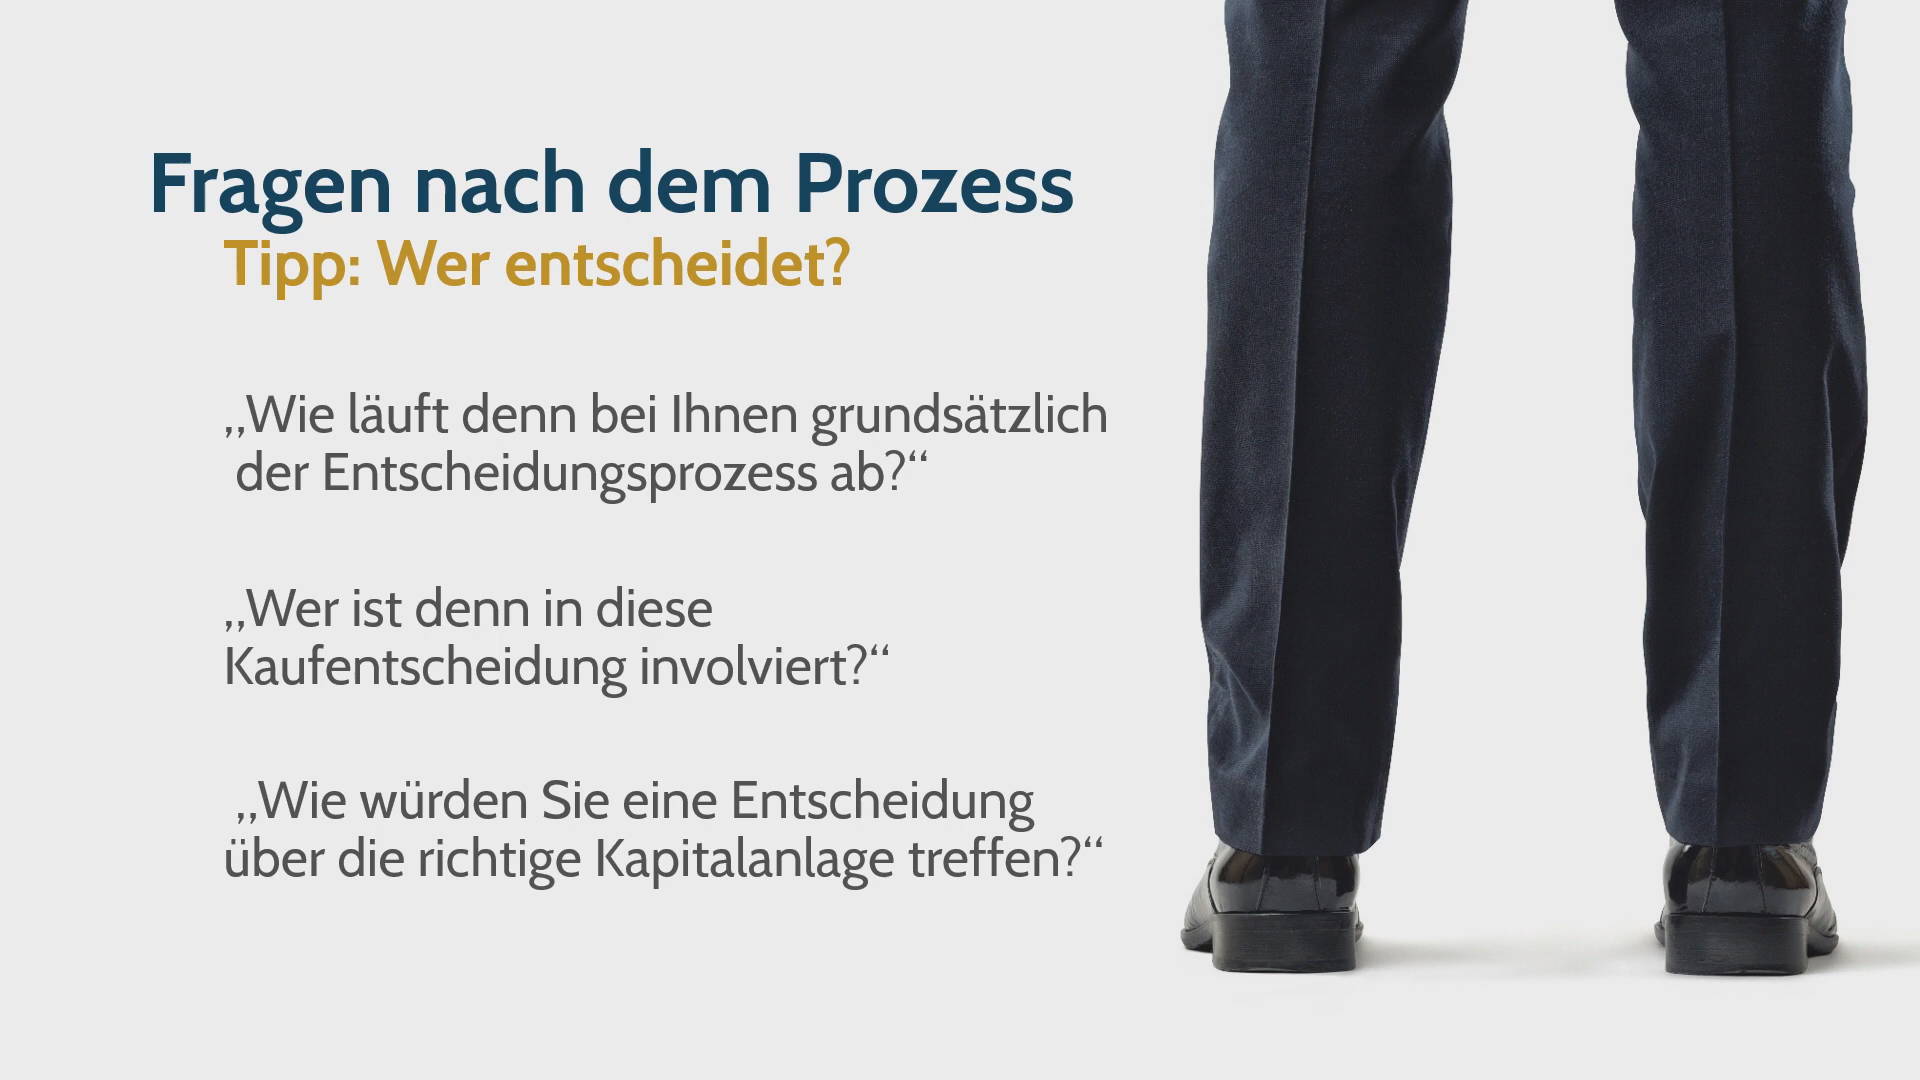 Fragen nach dem Prozess
Tipp: Wer entscheidet?
,,Wie läuft denn bei Ihnen grundsätzlich
der Entscheidungsprozess ab?“
,,Wer ist denn in diese
Kaufentscheidung involviert?“
,,Wie würden Sie eine Entscheidung
über die richtige Kapitalanlage treffen?“